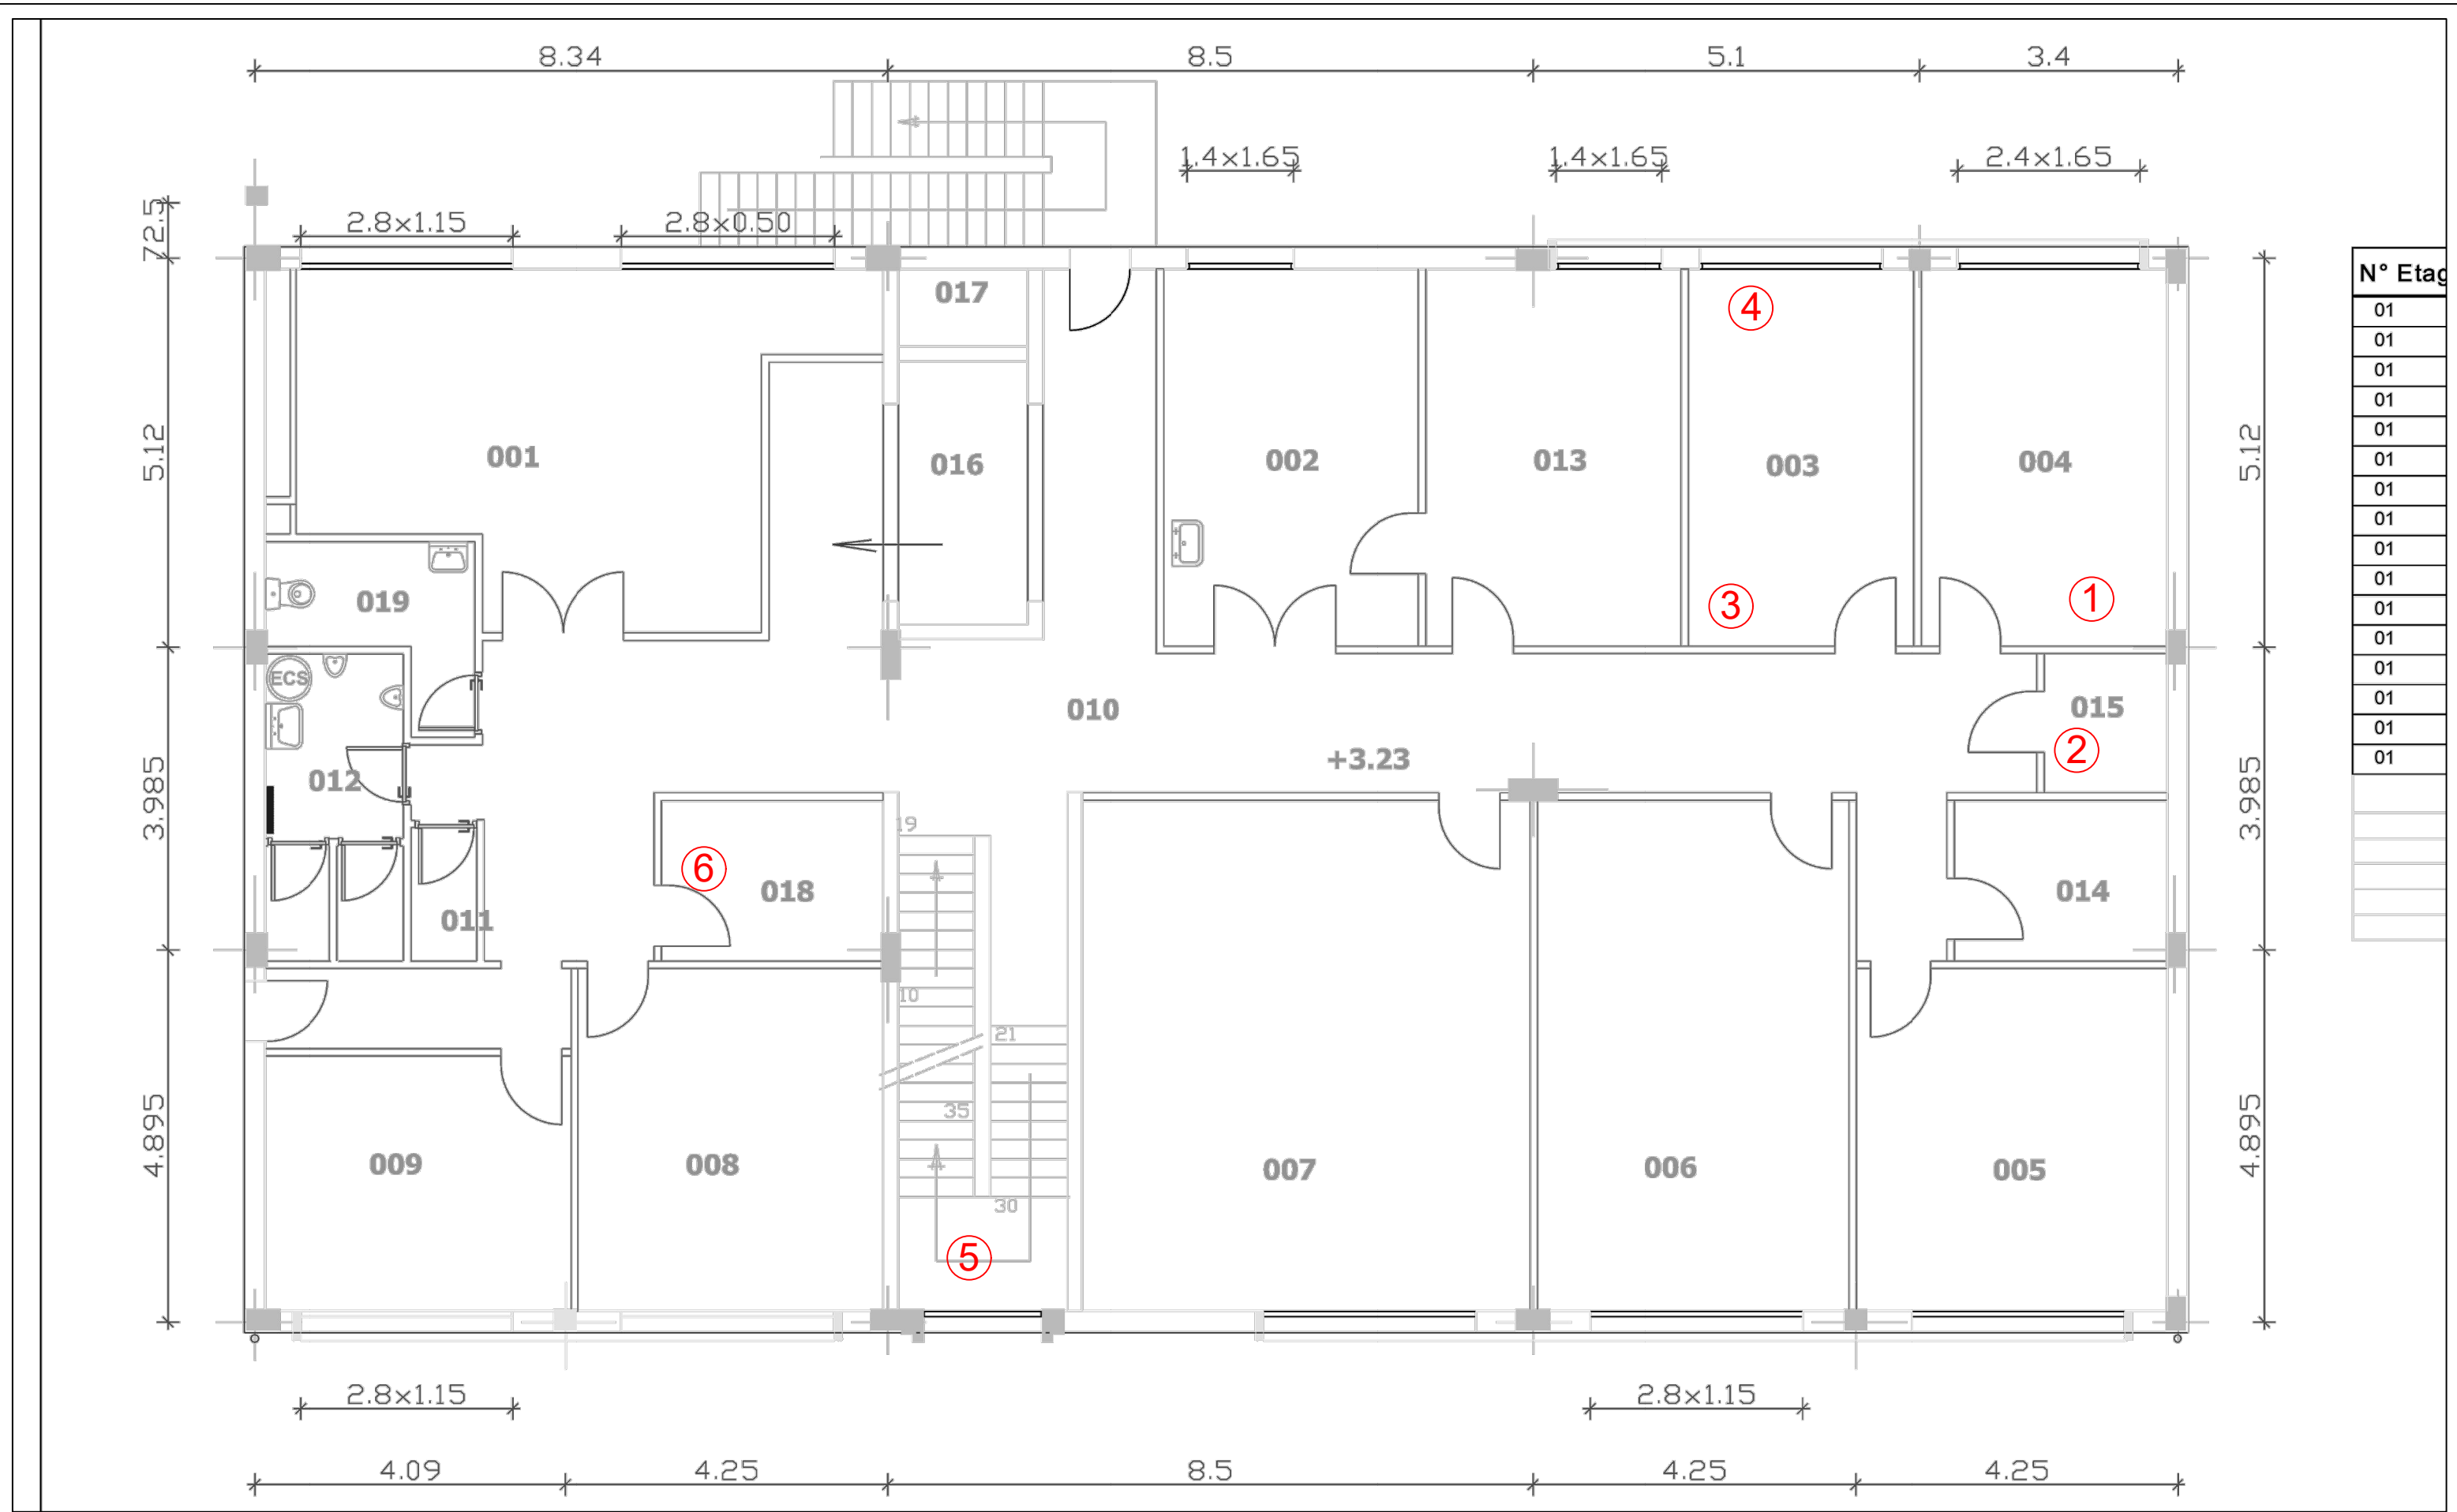 8.34 8.5 5.1 3.4
1.4x1.65 1.4x1.65 2.4x1.65
72.5 2.8x1.15 2.8x0.50
N° Etag
017
01
④
01
01
01
01
5.12 001 016 002 013 003 004 5.12
01
01
01
01
01
019 ③ ①
01
01
ECS
01
010 015
01
+3.23 ②
01
012
01
3.985 3.985
19
⑥ 018 014
011
10
21
35
4.895 009 008 007 006 005 4.895
30
⑤
2.8x1.15 2.8x1.15
4.09 4.25 8.5 4.25 4.25